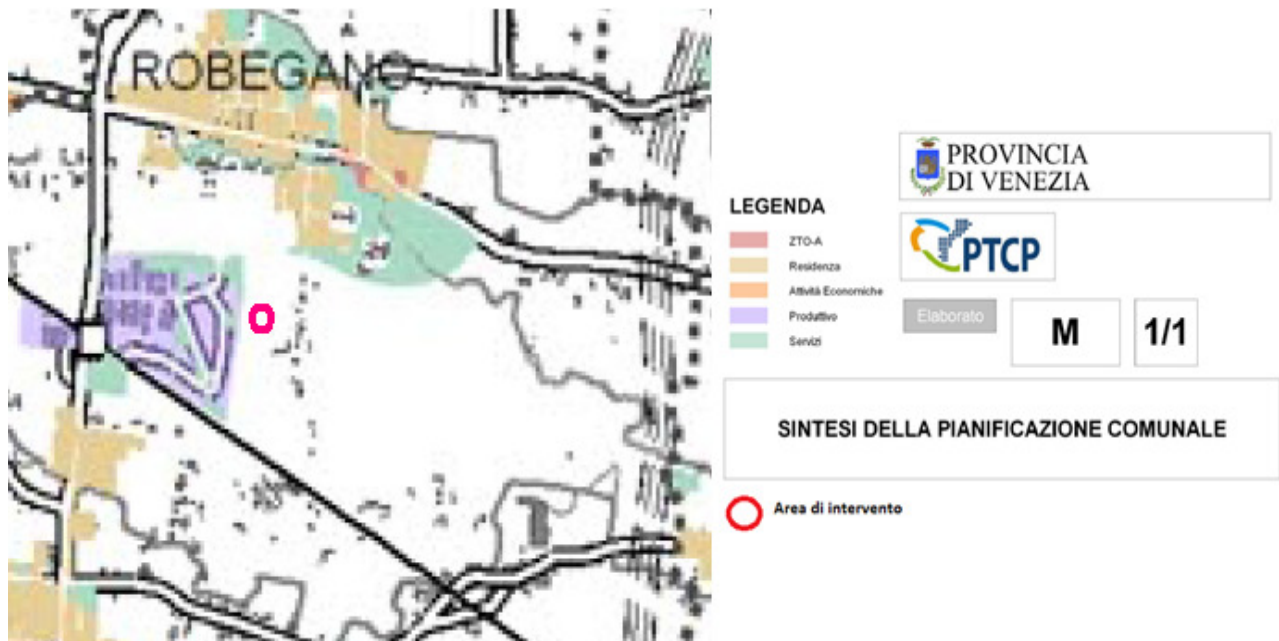 ROBEGANO
PROVINCIA
DI VENEZIA
LEGENDA
ZTO-A
Residenza
Attività Economiche
Produttivo
Servizi
PTCP
Elaborato
M
1/1
SINTESI DELLA PIANIFICAZIONE COMUNALE
Area di intervento